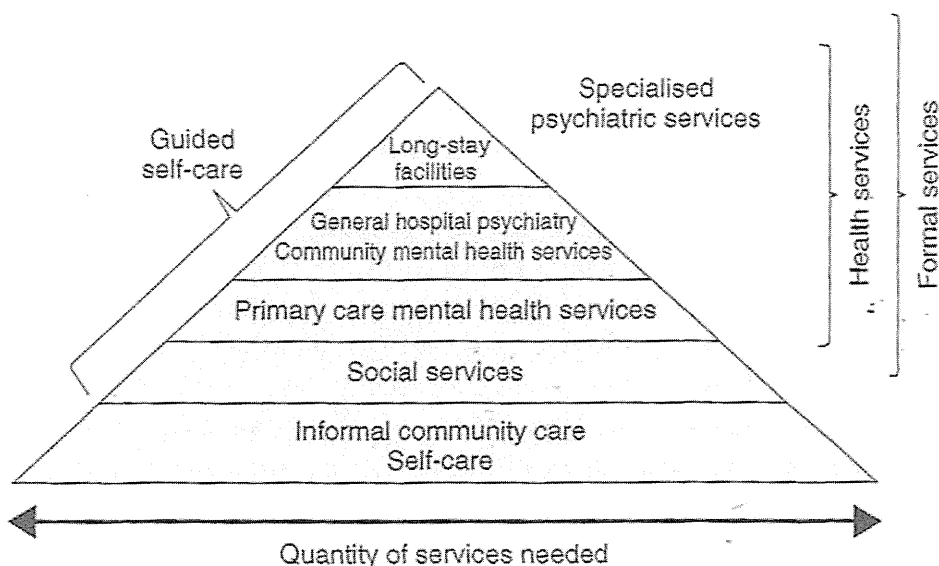 Specialised
psychiatric services
Guided
self-care
Long-stay
facilities
General hospital psychiatry
Community mental health services
Primary care mental health services
Social services
Informal community care
Self-care
Health services
Formal services
Quantity of services needed